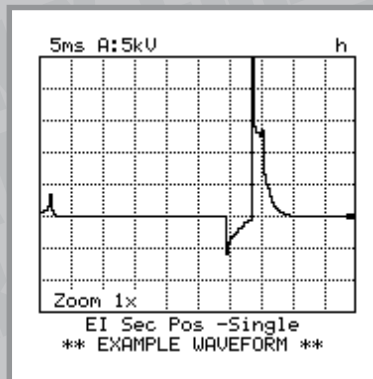 5ms A:5kV h
Zoom 1x
EI Sec Pos -Single
** EXAMPLE WAVEFORM **